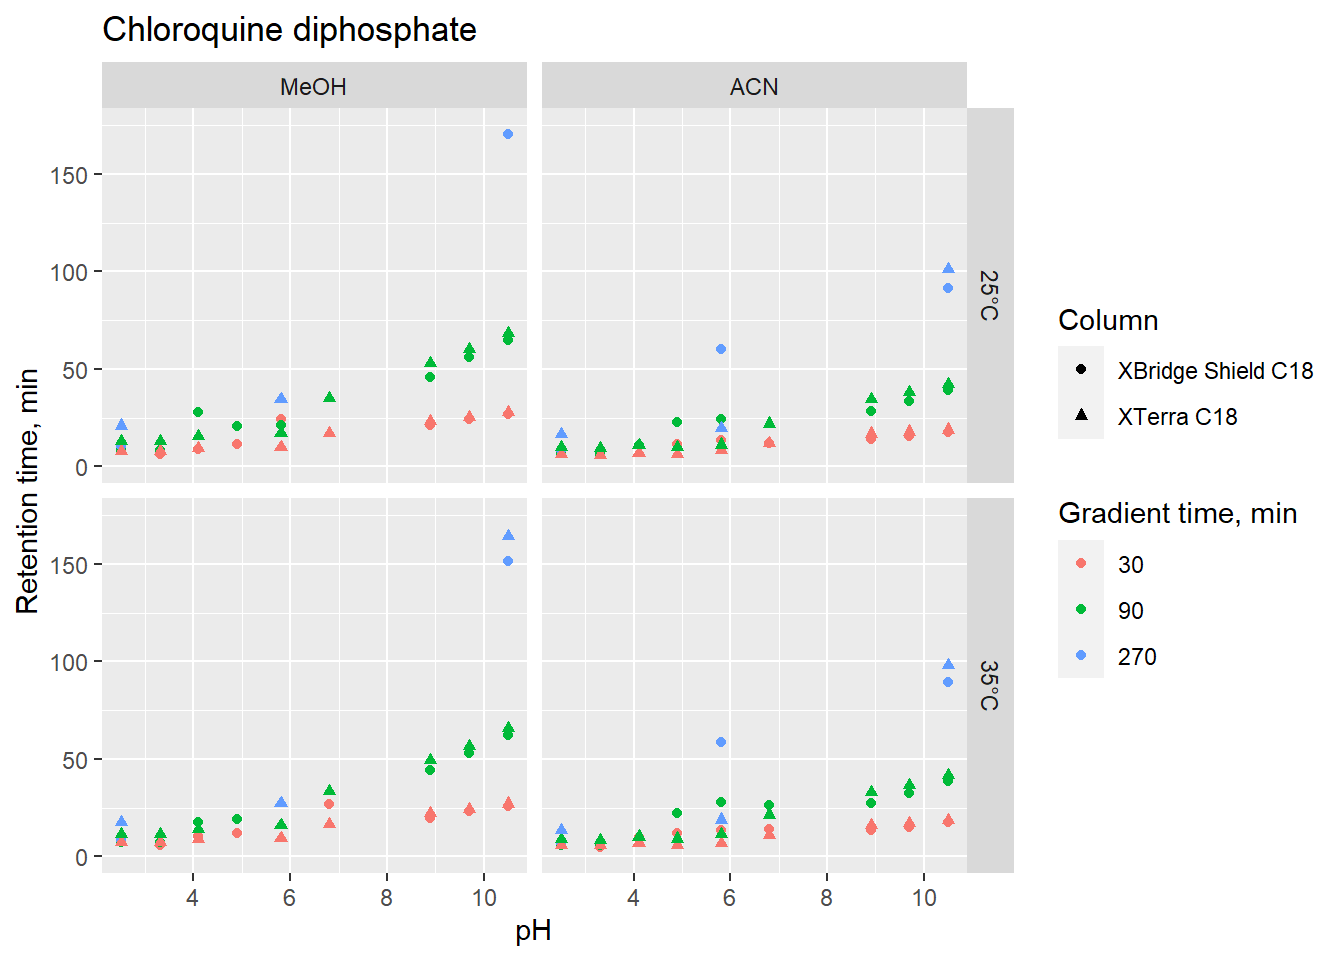 Chloroquine diphosphate
MeOH
ACN
Retention time, min
150
100
50
0
25°C
150
100
50
0
35°C
4
6
8
10
4
6
8
10
pH
Column
XBridge Shield C18
XTerra C18
Gradient time, min
30
90
270